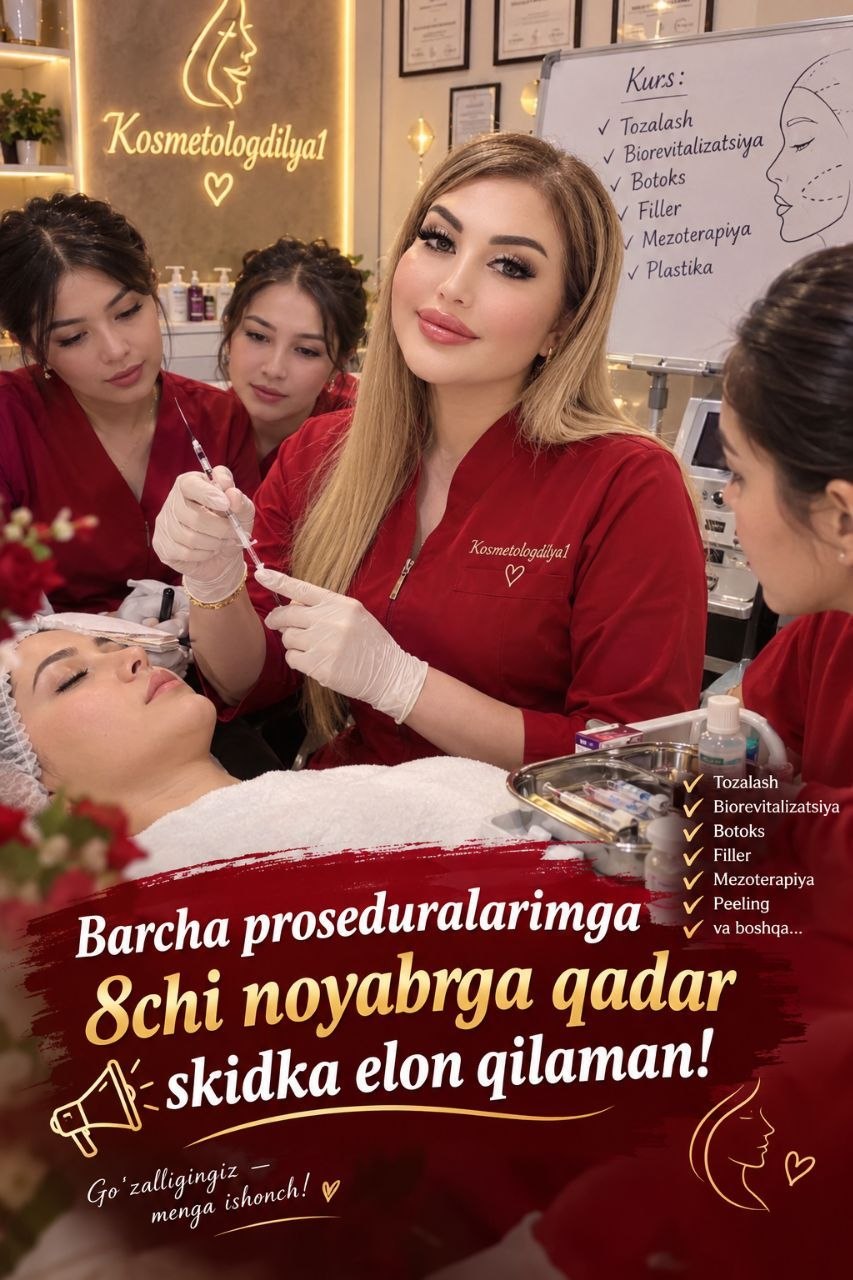 Kosmetologdilya1
Kurs:
✓ Tozalash
✓ Biorevitalizatsiya
✓ Botoks
✓ Filler
✓ Mezoterapiya
✓ Plastika
Kosmetologdilya1
✓ Tozalash
✓ Biorevitalizatsiya
✓ Botoks
✓ Filler
✓ Mezoterapiya
✓ Peeling
✓ va boshqa...
Barcha proseduralarimga
8chi noyabrga qadar
skidka elon qilaman!
Go'zalligingiz —
menga ishonch!